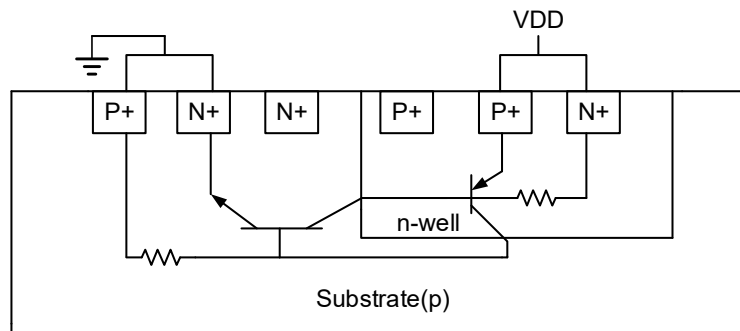 VDD
P+ N+ N+ P+ P+ N+
n-well
Substrate(p)